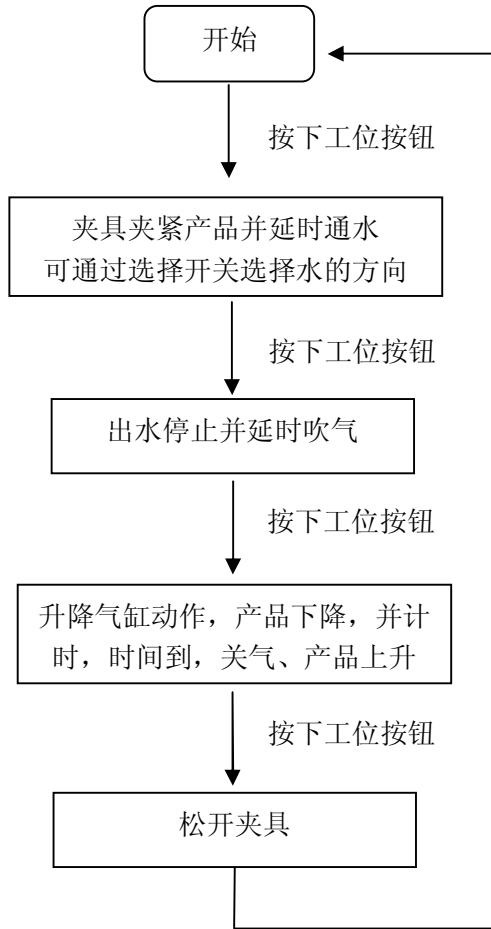 开始
按下工位按钮
夹具夹紧产品并延时通水
可通过选择开关选择水的方向
按下工位按钮
出水停止并延时吹气
按下工位按钮
升降气缸动作，产品下降，并计
时，时间到，关气、产品上升
按下工位按钮
松开夹具